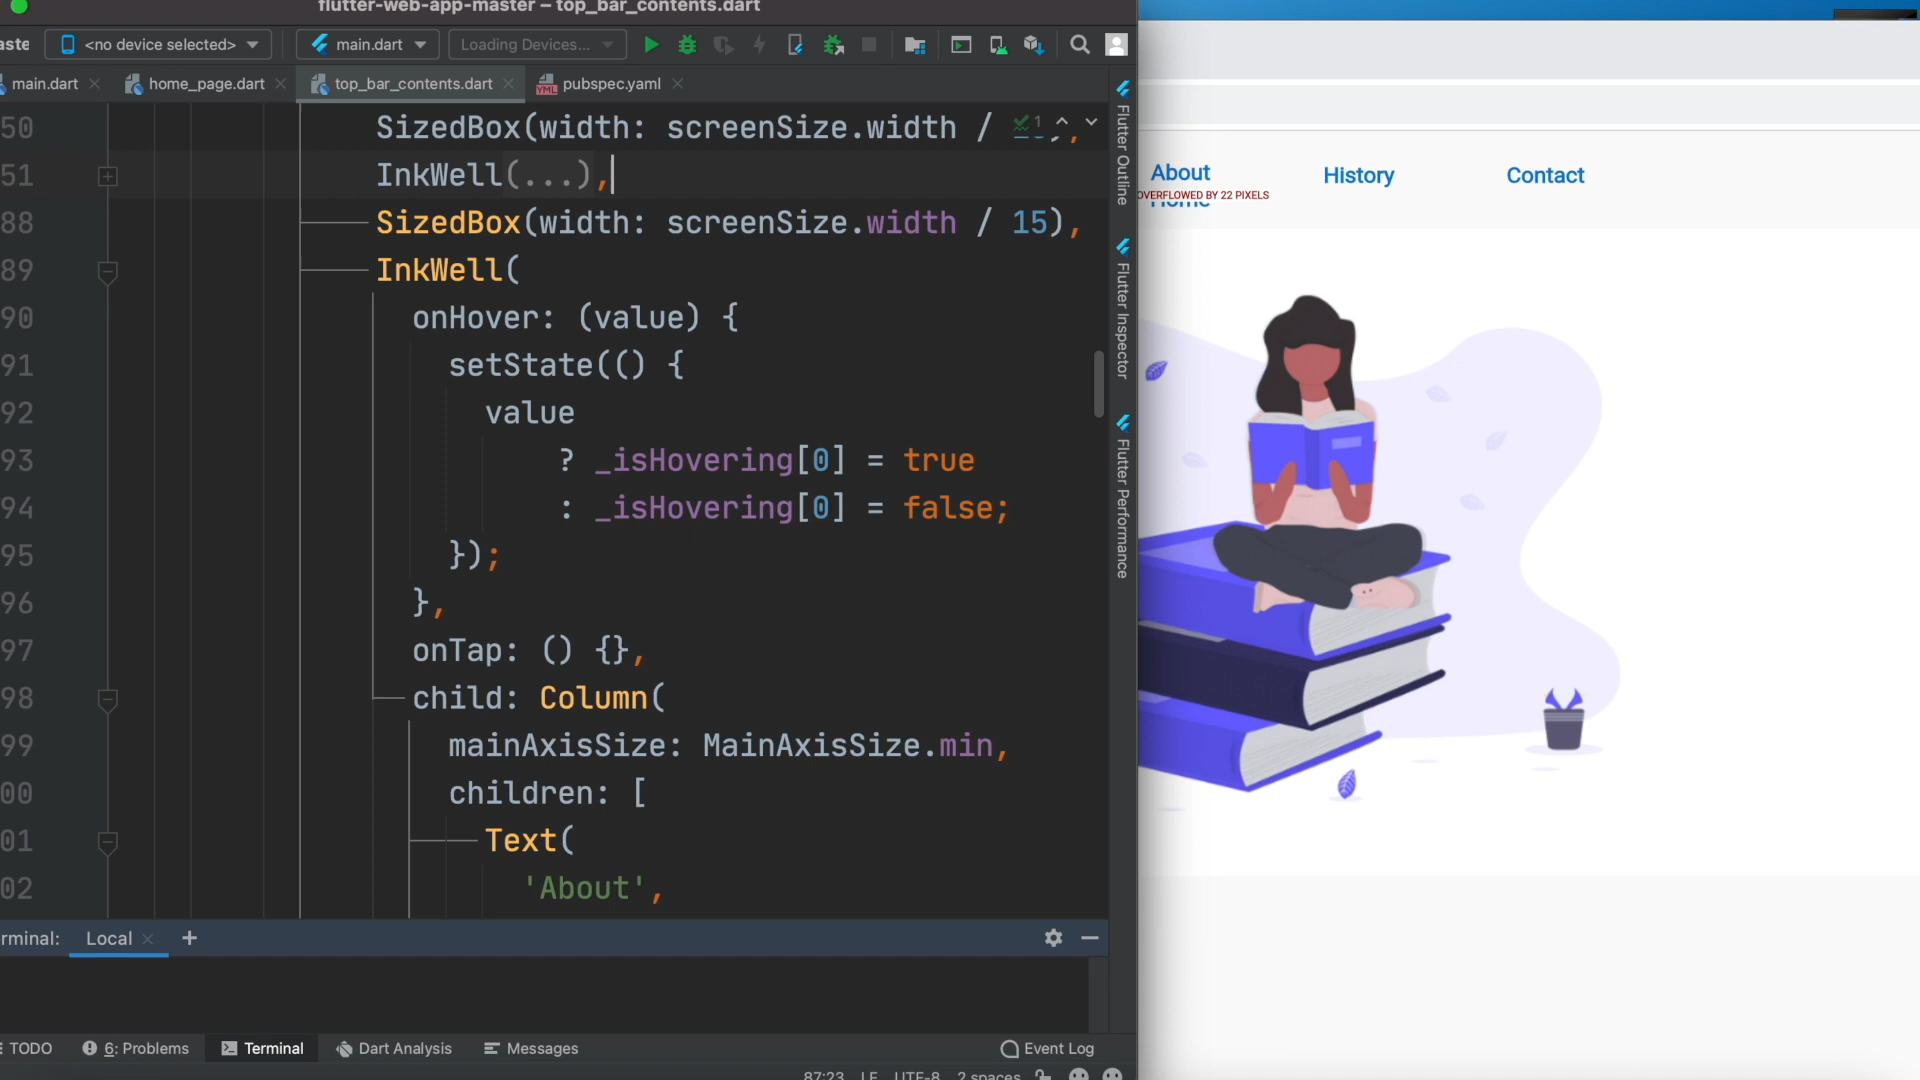 flutter-web-app-master – top_bar_contents.dart
aste <no device selected> main.dart Loading Devices...
main.dart home_page.dart top_bar_contents.dart pubspec.yaml
YML
50 SizedBox(width: screenSize.width /
1
51 InkWell(...),
88 SizedBox(width: screenSize.width / 15),
89 InkWell(
90 onHover: (value) {
91 setState(() {
92 value
93 ? _isHovering[0] = true
94 : _isHovering[0] = false;
95 });
96 },
97 onTap: () {},
98 child: Column(
99 mainAxisSize: MainAxisSize.min,
00 children: [
01 Text(
02 'About',
Flutter Outline
Flutter Inspector
Flutter Performance
About History Contact
OVERFLOWED BY 22 PIXELS
Home
rminal: Local +
TODO 6: Problems Terminal Dart Analysis Messages Event Log
87:23 LF UTF-8 2 spaces